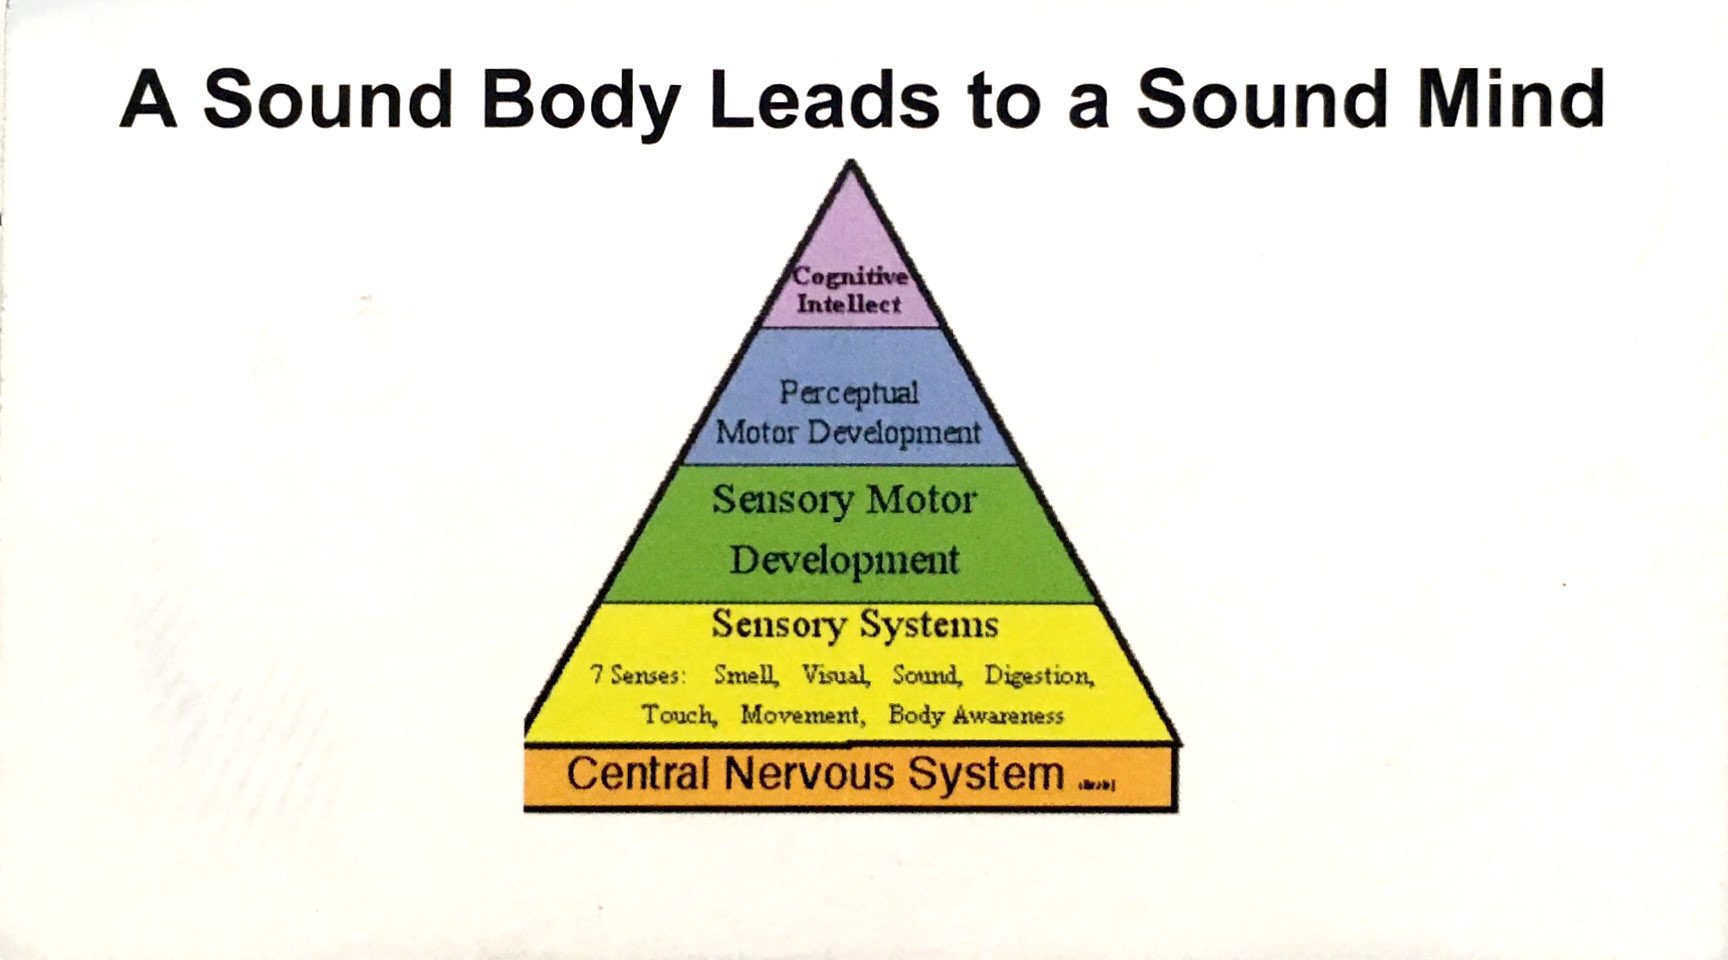 A Sound Body Leads to a Sound Mind
Cognitive
Intellect
Perceptual
Motor Development
Sensory Motor
Development
Sensory Systems
7 Senses: Smell, Visual, Sound, Digestion,
Touch, Movement, Body Awareness
Central Nervous System